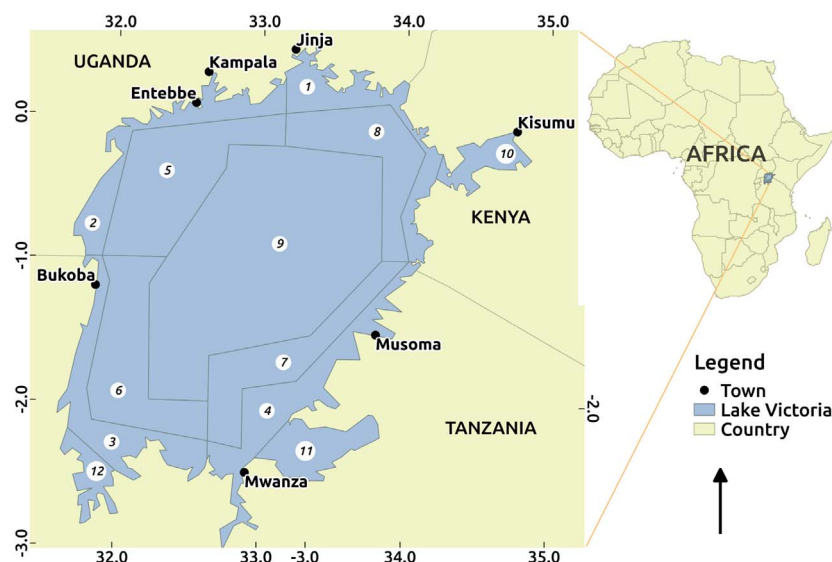 32.0 33.0 34.0 35.0
Jinja
UGANDA
Kampala
Entebbe
1
0.0
8
Kisumu
10
AFRICA
5
2
KENYA
9
-1.0
Bukoba
Musoma
7
Legend
Town
6
-2.0
4
-2.0
Lake Victoria
3
TANZANIA
Country
11
12
Mwanza
-3.0
32.0 33.0 -3.0 34.0 35.0